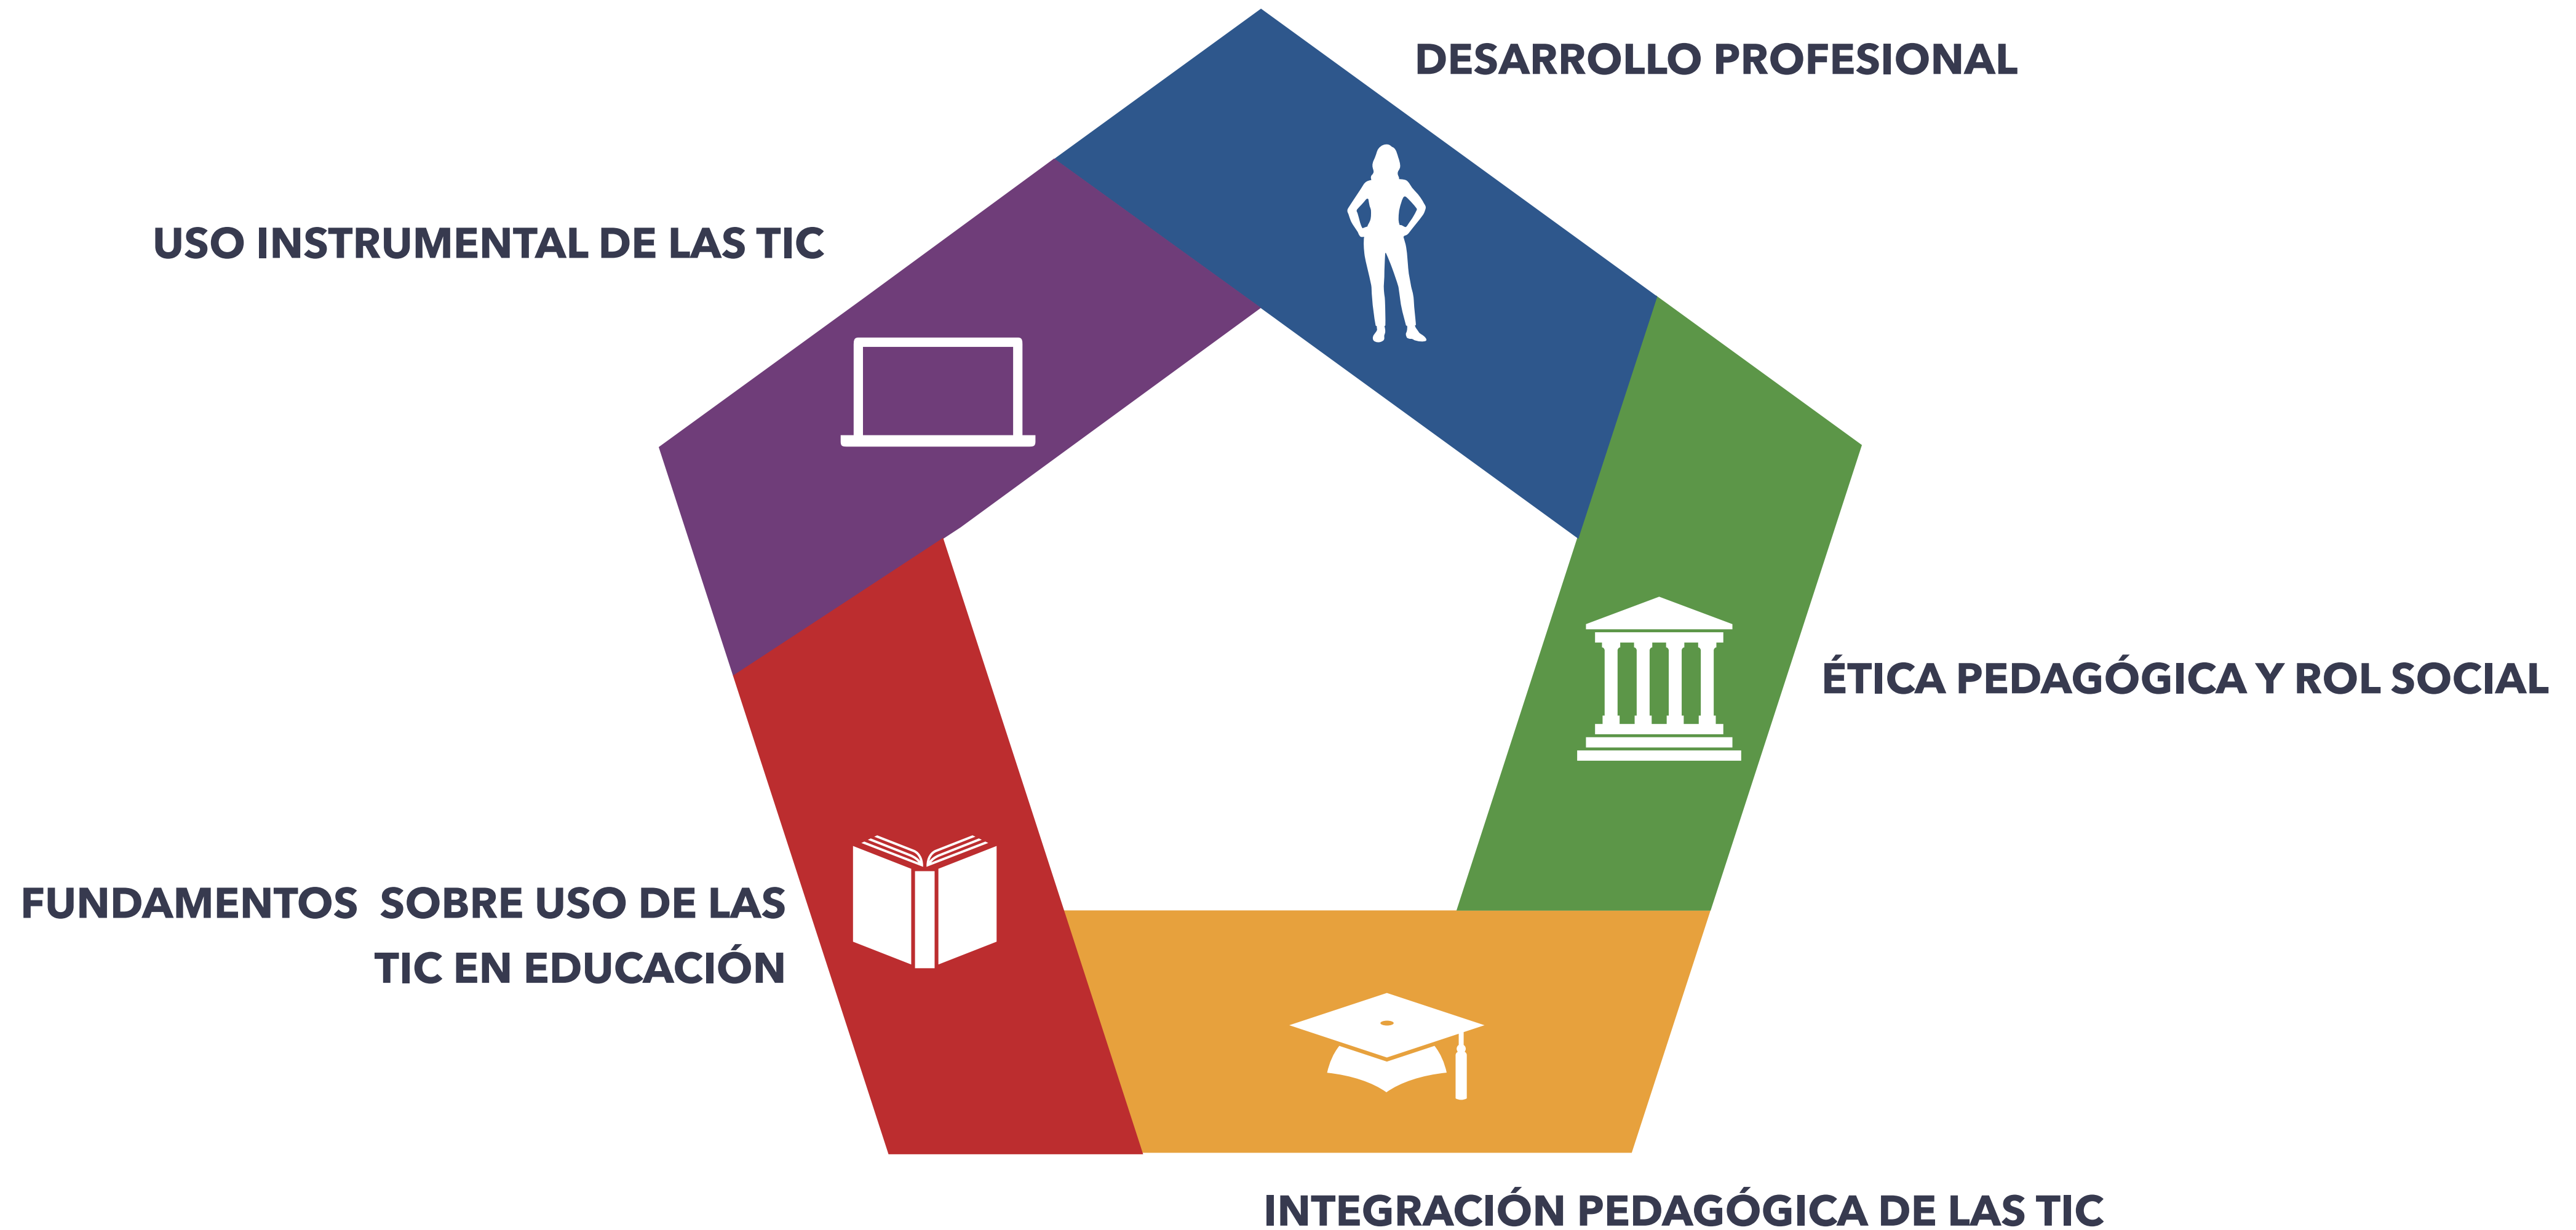 DESARROLLO PROFESIONAL
USO INSTRUMENTAL DE LAS TIC
ÉTICA PEDAGÓGICA Y ROL SOCIAL
FUNDAMENTOS SOBRE USO DE LAS
TIC EN EDUCACIÓN
INTEGRACIÓN PEDAGÓGICA DE LAS TIC